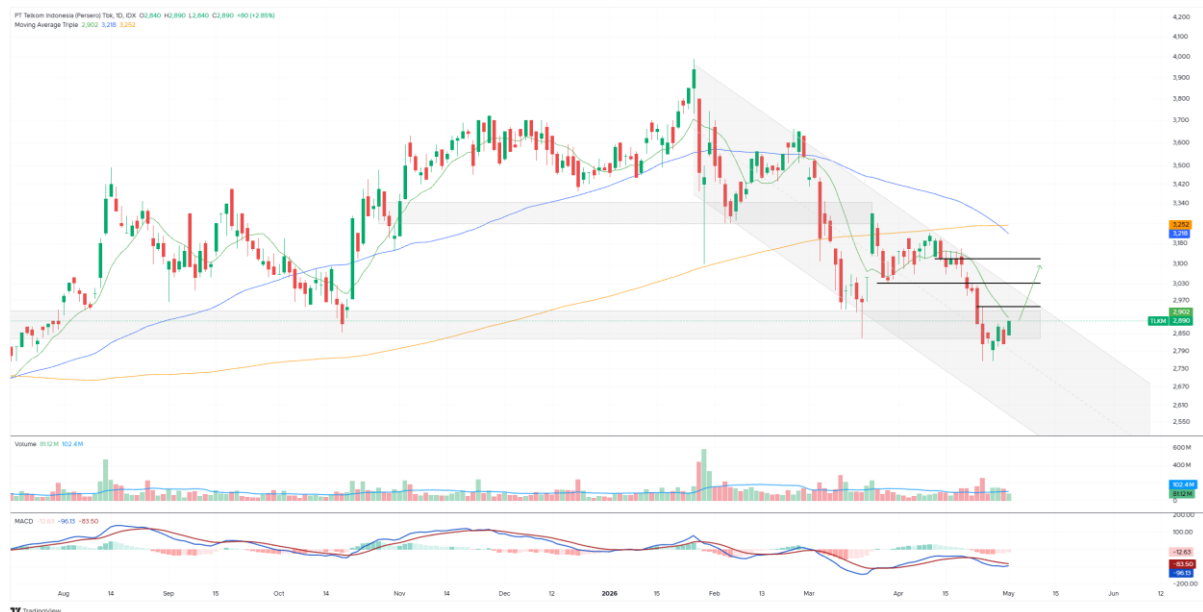 PT Telkom Indonesia (Persero) Tbk, 1D, IDX O2,840 H2,890 L2,840 C2,890 +80 (+2.85%)
Moving Average Triple 2,902 3,218 3,252
4,200
4,100
4,000
3,900
3,800
3,700
3,600
3,500
3,420
3,340
3,252
3,218
3,180
3,100
3,030
2,970
2,902
TLKM 2,890
2,850
2,790
2,730
2,670
2,610
2,550
Volume 81.12M 102.4M
600M
400M
102.4M
81.12M
0
MACD -12.63 -96.13 -83.50
200.00
-12.63
-83.50
-96.13
-200.00
Aug 14 Sep 15 Oct 14 Nov 14 Dec 12 2026 15 Feb 13 Mar 14 Apr 15 May 15 Jun 12
TradingView